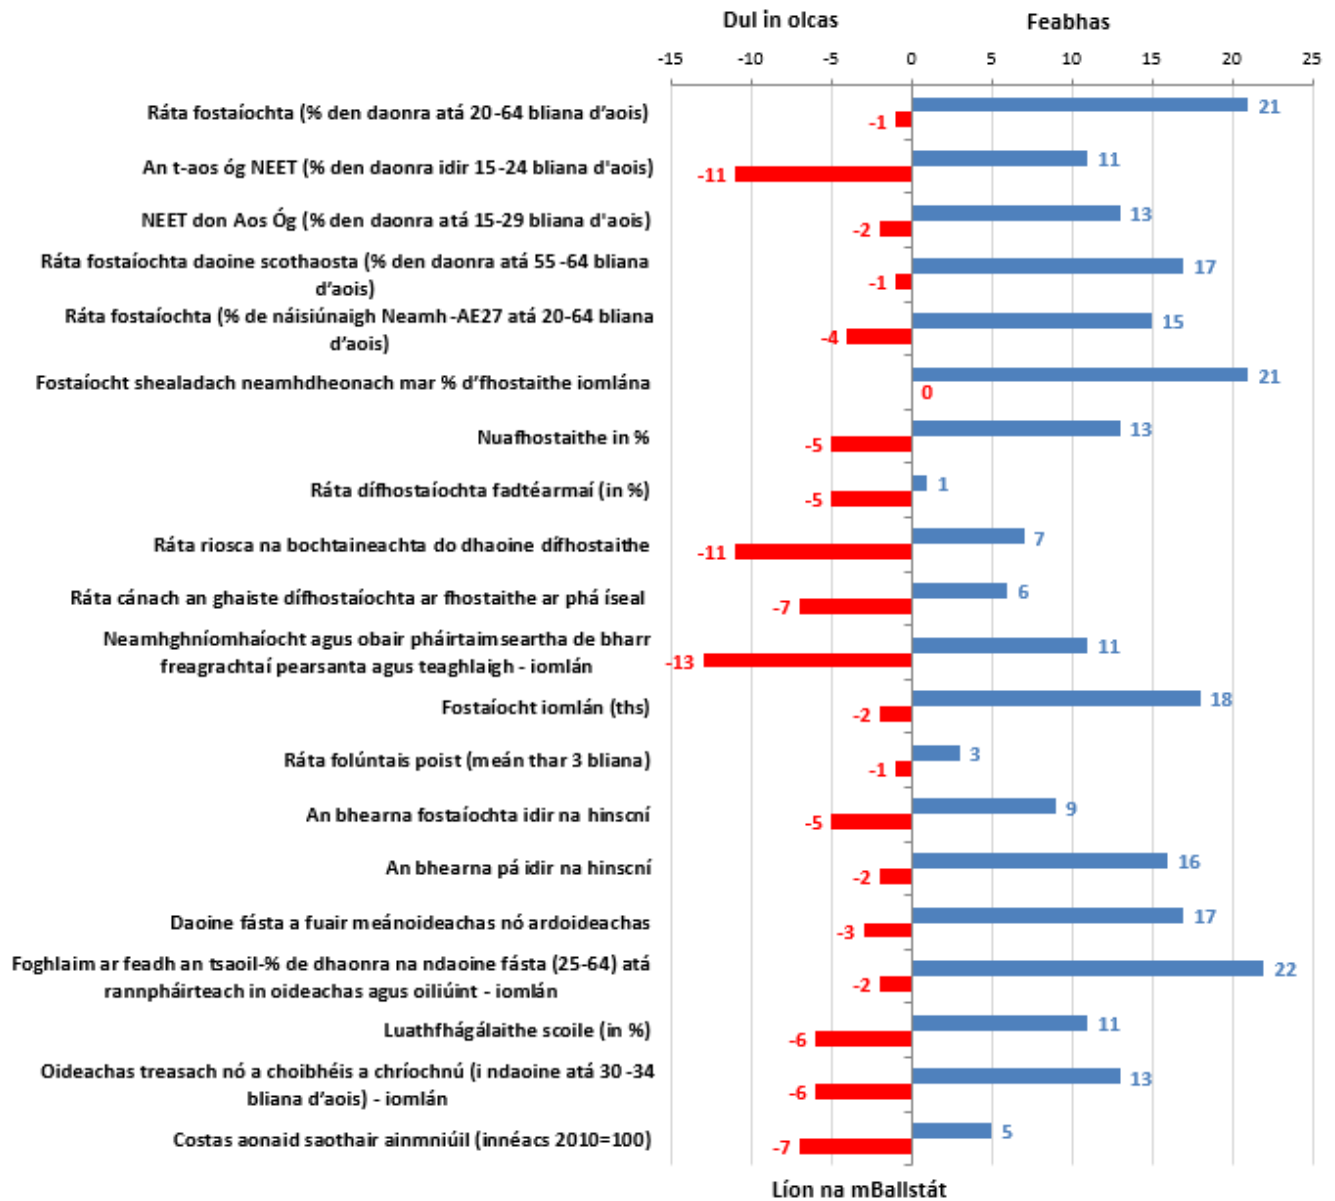 Dul in olcas Feabhas
-15 -10 -5 0 5 10 15 20 25
Ráta fostaíochta (% den daonra atá 20-64 bliana d’aois) -1 21
An t-aos óg NEET (% den daonra idir 15-24 bliana d'aois) -11 11
NEET don Aos Óg (% den daonra atá 15-29 bliana d'aois) -2 13
Ráta fostaíochta daoine scothaosta (% den daonra atá 55-64 bliana
d’aois) -1 17
Ráta fostaíochta (% de náisiúnaigh Neamh-AE27 atá 20-64 bliana
d’aois) -4 15
Fostaíocht shealadach neamhdheonach mar % d’fhostaithe iomlána 0 21
Nuafhostaithe in % -5 13
Ráta dífhostaíochta fadtéarmaí (in %) -5 1
Ráta riosca na bochtaineachta do dhaoine dífhostaithe -11 7
Ráta cánach an ghaiste dífhostaíochta ar fhostaithe ar phá íseal -7 6
Neamhghníomhaíocht agus obair pháirtaimseartha de bharr
freagrachtaí pearsanta agus teaghlaigh - iomlán -13 11
Fostaíocht iomlán (ths) -2 18
Ráta folúntais poist (meán thar 3 bliana) -1 3
An bhearna fostaíochta idir na hinscní -5 9
An bhearna pá idir na hinscní -2 16
Daoine fásta a fuair meánoideachas nó ardoideachas -3 17
Foghlaim ar feadh an tsaoil-% de dhaonra na ndaoine fásta (25-64) atá
rannpháirteach in oideachas agus oiliúint - iomlán -2 22
Luathfhágálaithe scoile (in %) -6 11
Oideachas treasach nó a choibhéis a chríochnú (i ndaoine atá 30-34
bliana d’aois) - iomlán -6 13
Costas aonaid saothair ainmniúil (innéacs 2010=100) -7 5
Líon na mBallstát